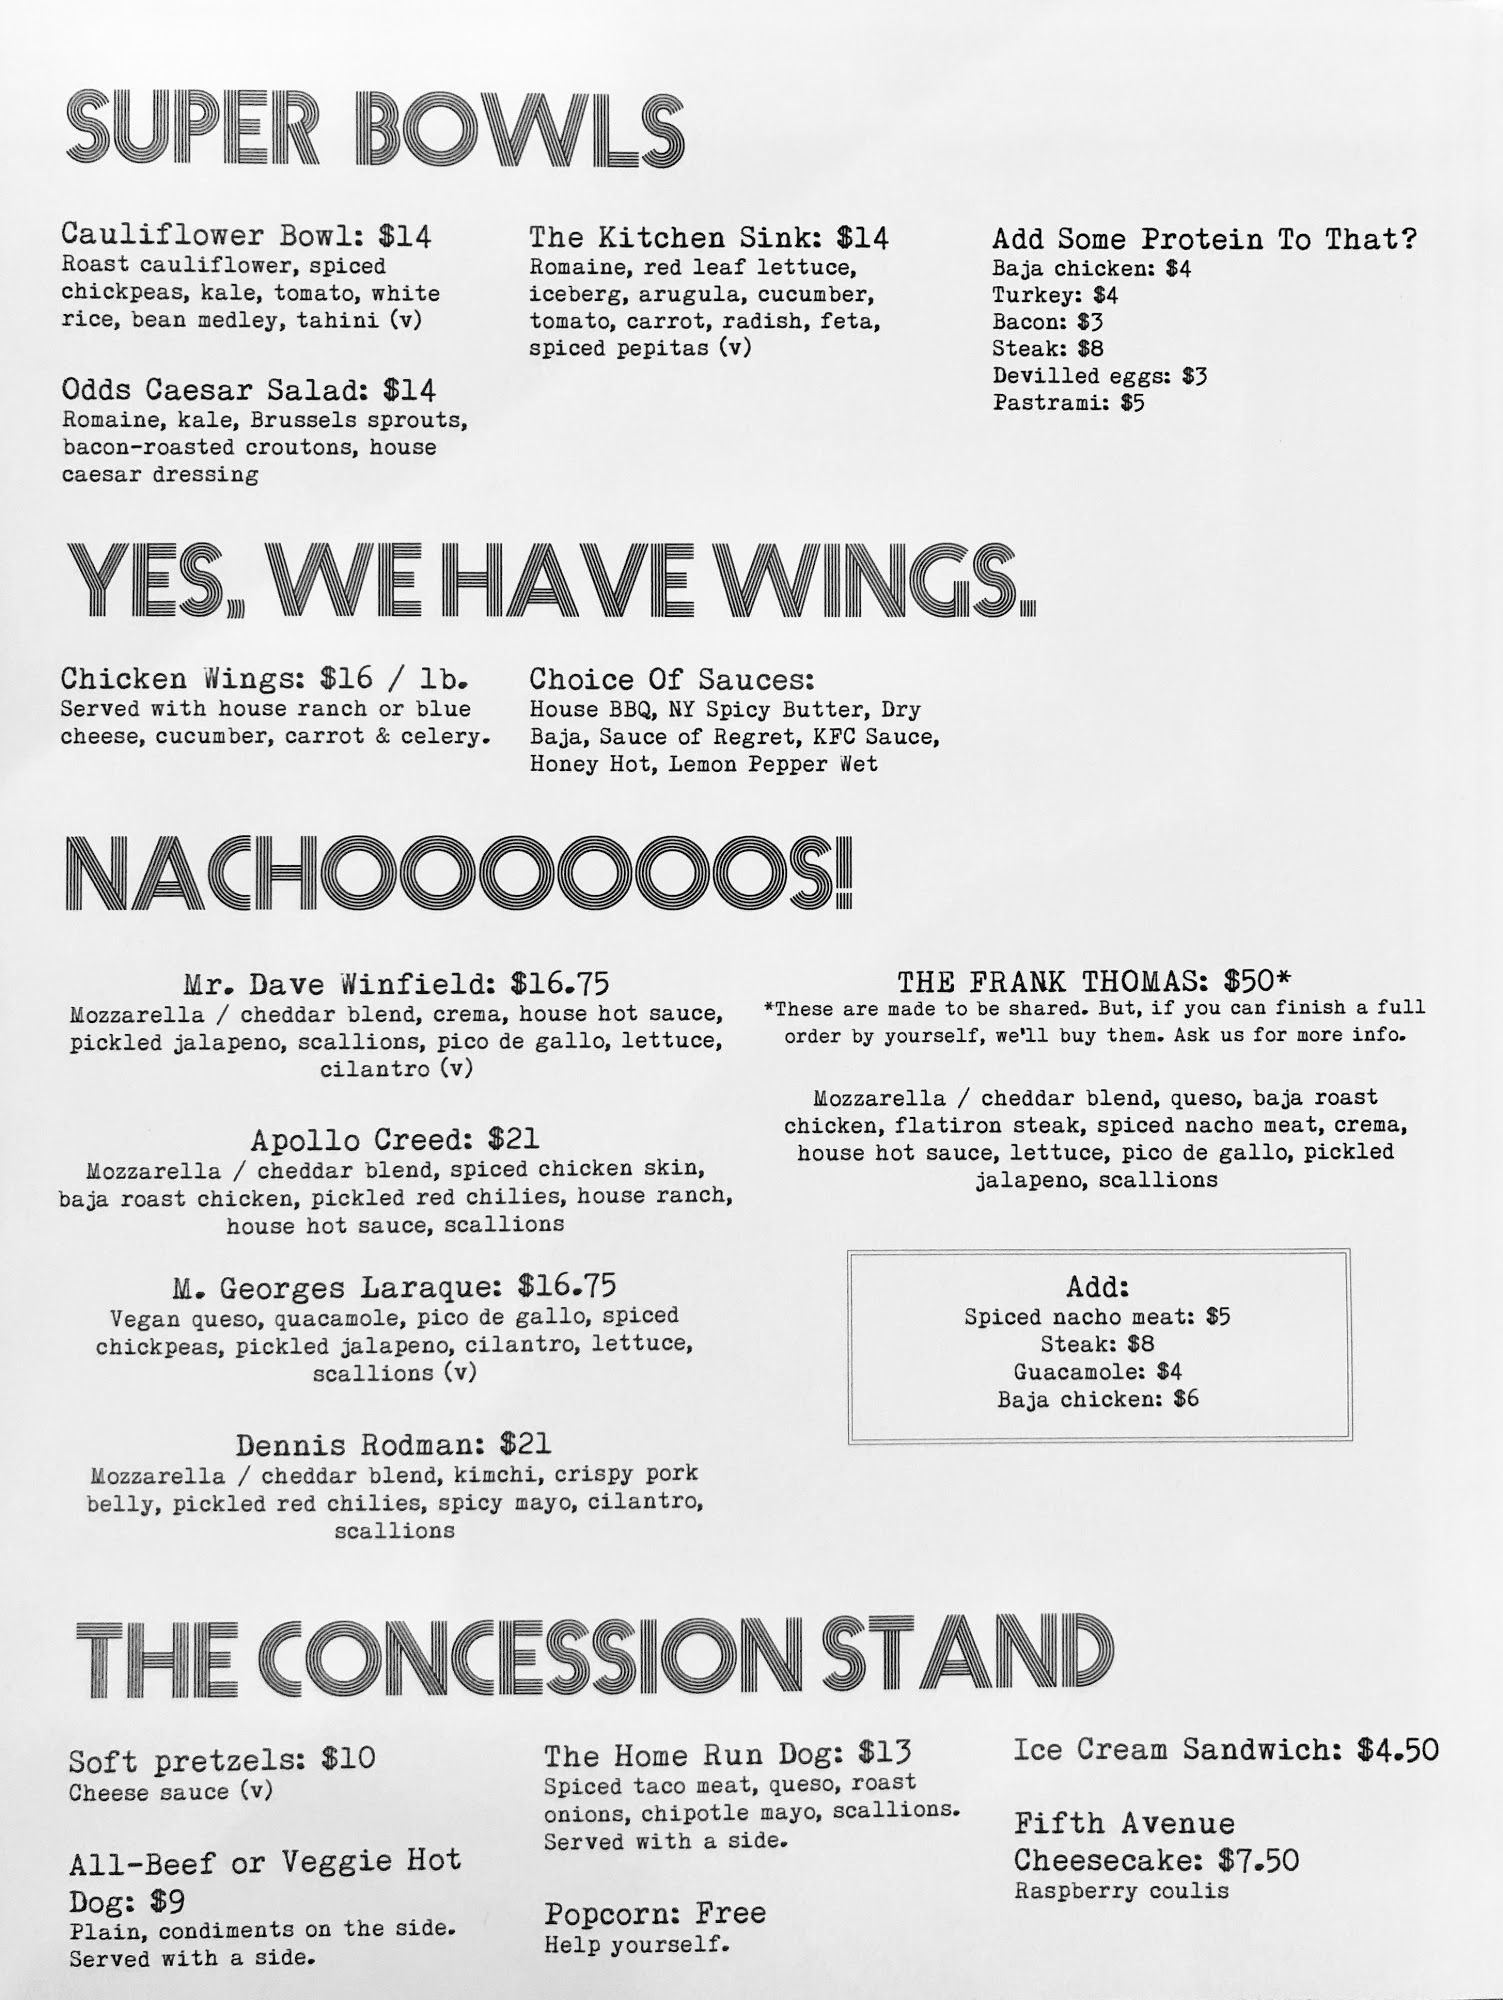 SUPER BOWLS
Cauliflower Bowl: $14
Roast cauliflower, spiced
chickpeas, kale, tomato, white
rice, bean medley, tahini (v)
Odds Caesar Salad: $14
Romaine, kale, Brussels sprouts,
bacon-roasted croutons, house
caesar dressing
The Kitchen Sink: $14
Romaine, red leaf lettuce,
iceberg, arugula, cucumber,
tomato, carrot, radish, feta,
spiced pepitas (v)
Add Some Protein To That?
Baja chicken: $4
Turkey: $4
Bacon: $3
Steak: $8
Devilled eggs: $3
Pastrami: $5
YES, WE HAVE WINGS.
Chicken Wings: $16 / lb.
Served with house ranch or blue
cheese, cucumber, carrot & celery.
Choice Of Sauces:
House BBQ, NY Spicy Butter, Dry
Baja, Sauce of Regret, KFC Sauce,
Honey Hot, Lemon Pepper Wet
NACHOOOOOOOS!
Mr. Dave Winfield: $16.75
Mozzarella / cheddar blend, crema, house hot sauce,
pickled jalapeno, scallions, pico de gallo, lettuce,
cilantro (v)
Apollo Creed: $21
Mozzarella / cheddar blend, spiced chicken skin,
baja roast chicken, pickled red chilies, house ranch,
house hot sauce, scallions
M. Georges Laraque: $16.75
Vegan queso, quacamole, pico de gallo, spiced
chickpeas, pickled jalapeno, cilantro, lettuce,
scallions (v)
Dennis Rodman: $21
Mozzarella / cheddar blend, kimchi, crispy pork
belly, pickled red chilies, spicy mayo, cilantro,
scallions
THE FRANK THOMAS: $50*
*These are made to be shared. But, if you can finish a full
order by yourself, we'll buy them. Ask us for more info.
Mozzarella / cheddar blend, queso, baja roast
chicken, flatiron steak, spiced nacho meat, crema,
house hot sauce, lettuce, pico de gallo, pickled
jalapeno, scallions
Add:
Spiced nacho meat: $5
Steak: $8
Guacamole: $4
Baja chicken: $6
THE CONCESSION STAND
Soft pretzels: $10
Cheese sauce (v)
All-Beef or Veggie Hot
Dog: $9
Plain, condiments on the side.
Served with a side.
The Home Run Dog: $13
Spiced taco meat, queso, roast
onions, chipotle mayo, scallions.
Served with a side.
Popcorn: Free
Help yourself.
Ice Cream Sandwich: $4.50
Fifth Avenue
Cheesecake: $7.50
Raspberry coulis